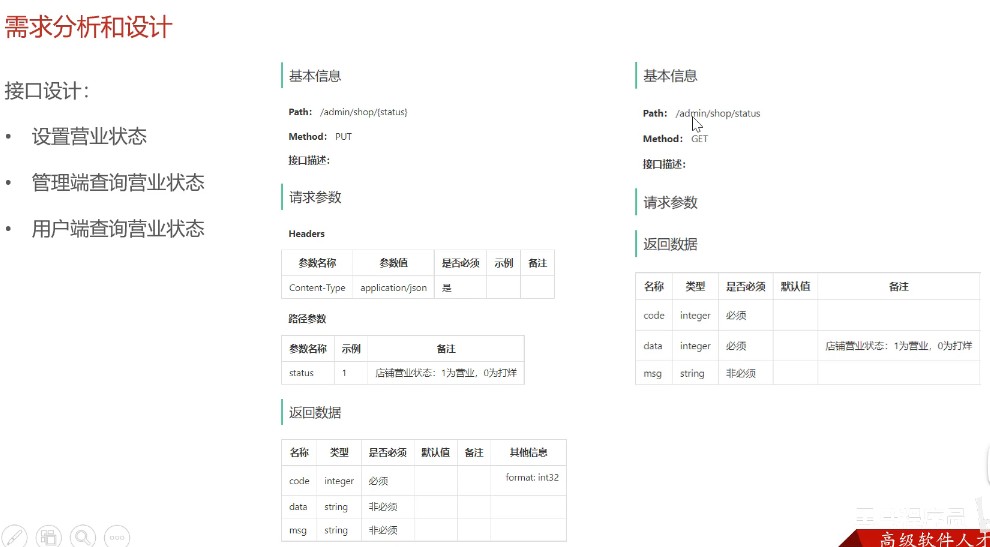 需求分析和设计
接口设计：
• 设置营业状态
• 管理端查询营业状态
• 用户端查询营业状态
基本信息
Path： /admin/shop/{status}
Method： PUT
接口描述：
请求参数
Headers
参数名称 参数值 是否必须 示例 备注
Content-Type application/json 是
路径参数
参数名称 示例 备注
status 1 店铺营业状态：1为营业，0为打烊
返回数据
名称 类型 是否必须 默认值 备注 其他信息
code integer 必须 format: int32
data string 非必须
msg string 非必须
基本信息
Path： /admin/shop/status
Method： GET
接口描述：
请求参数
返回数据
名称 类型 是否必须 默认值 备注
code integer 必须
data integer 必须 店铺营业状态：1为营业，0为打烊
msg string 非必须
高级软件人才